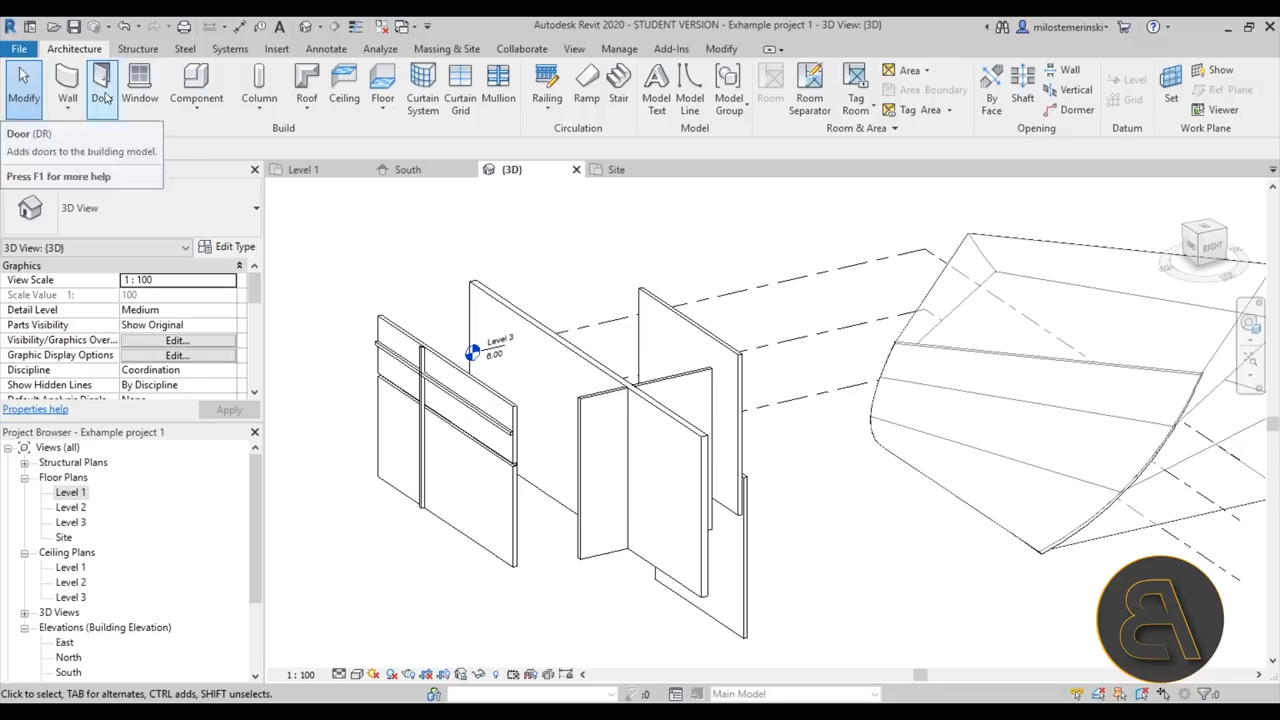 Autodesk Revit 2020 - STUDENT VERSION - Exhample project 1 - 3D View: {3D}
milostemerinski
File Architecture Structure Steel Systems Insert Annotate Analyze Massing & Site Collaborate View Manage Add-Ins Modify
Modify Wall Door Window Component Column Roof Ceiling Floor Curtain System Curtain Grid Mullion Railing Ramp Stair Model Text Model Line Model Group Room Room Separator Tag Room
Area
Area Boundary
Tag Area
By Face Shaft
Wall
Vertical
Dormer
Level
Grid
Set
Show
Ref Plane
Viewer
Build Circulation Model Room & Area Opening Datum Work Plane
Door (DR)
Adds doors to the building model.
Press F1 for more help
Level 1 South {3D} Site
3D View
3D View: {3D} Edit Type
Graphics
View Scale 1 : 100
Scale Value 1: 100
Detail Level Medium
Parts Visibility Show Original
Visibility/Graphics Over... Edit...
Graphic Display Options Edit...
Discipline Coordination
Show Hidden Lines By Discipline
Properties help Apply
Project Browser - Exhample project 1
Views (all)
Structural Plans
Floor Plans
Level 1
Level 2
Level 3
Site
Ceiling Plans
Level 1
Level 2
Level 3
3D Views
Elevations (Building Elevation)
East
North
South
Level 3
6.00
RIGHT
1 : 100
Click to select, TAB for alternates, CTRL adds, SHIFT unselects.
:0
Main Model
:0